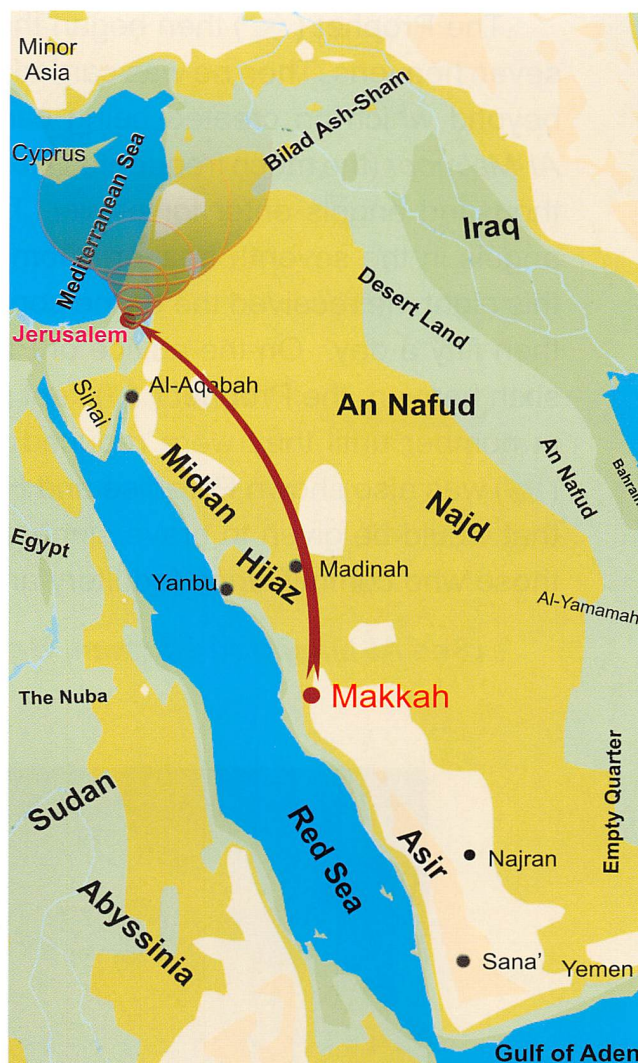 Minor
Asia
Cyprus
Mediterranean Sea
Bilad Ash-Sham
Iraq
Desert Land
Jerusalem
Sinai
Al-Aqabah
An Nafud
An Nafud
Bahrain
Midian
Najd
Egypt
Hijaz
Madinah
Yanbu
Al-Yamamah
The Nuba
Makkah
Sudan
Red Sea
Asir
Empty Quarter
Najran
Abyssinia
Sana'
Yemen
Gulf of Aden